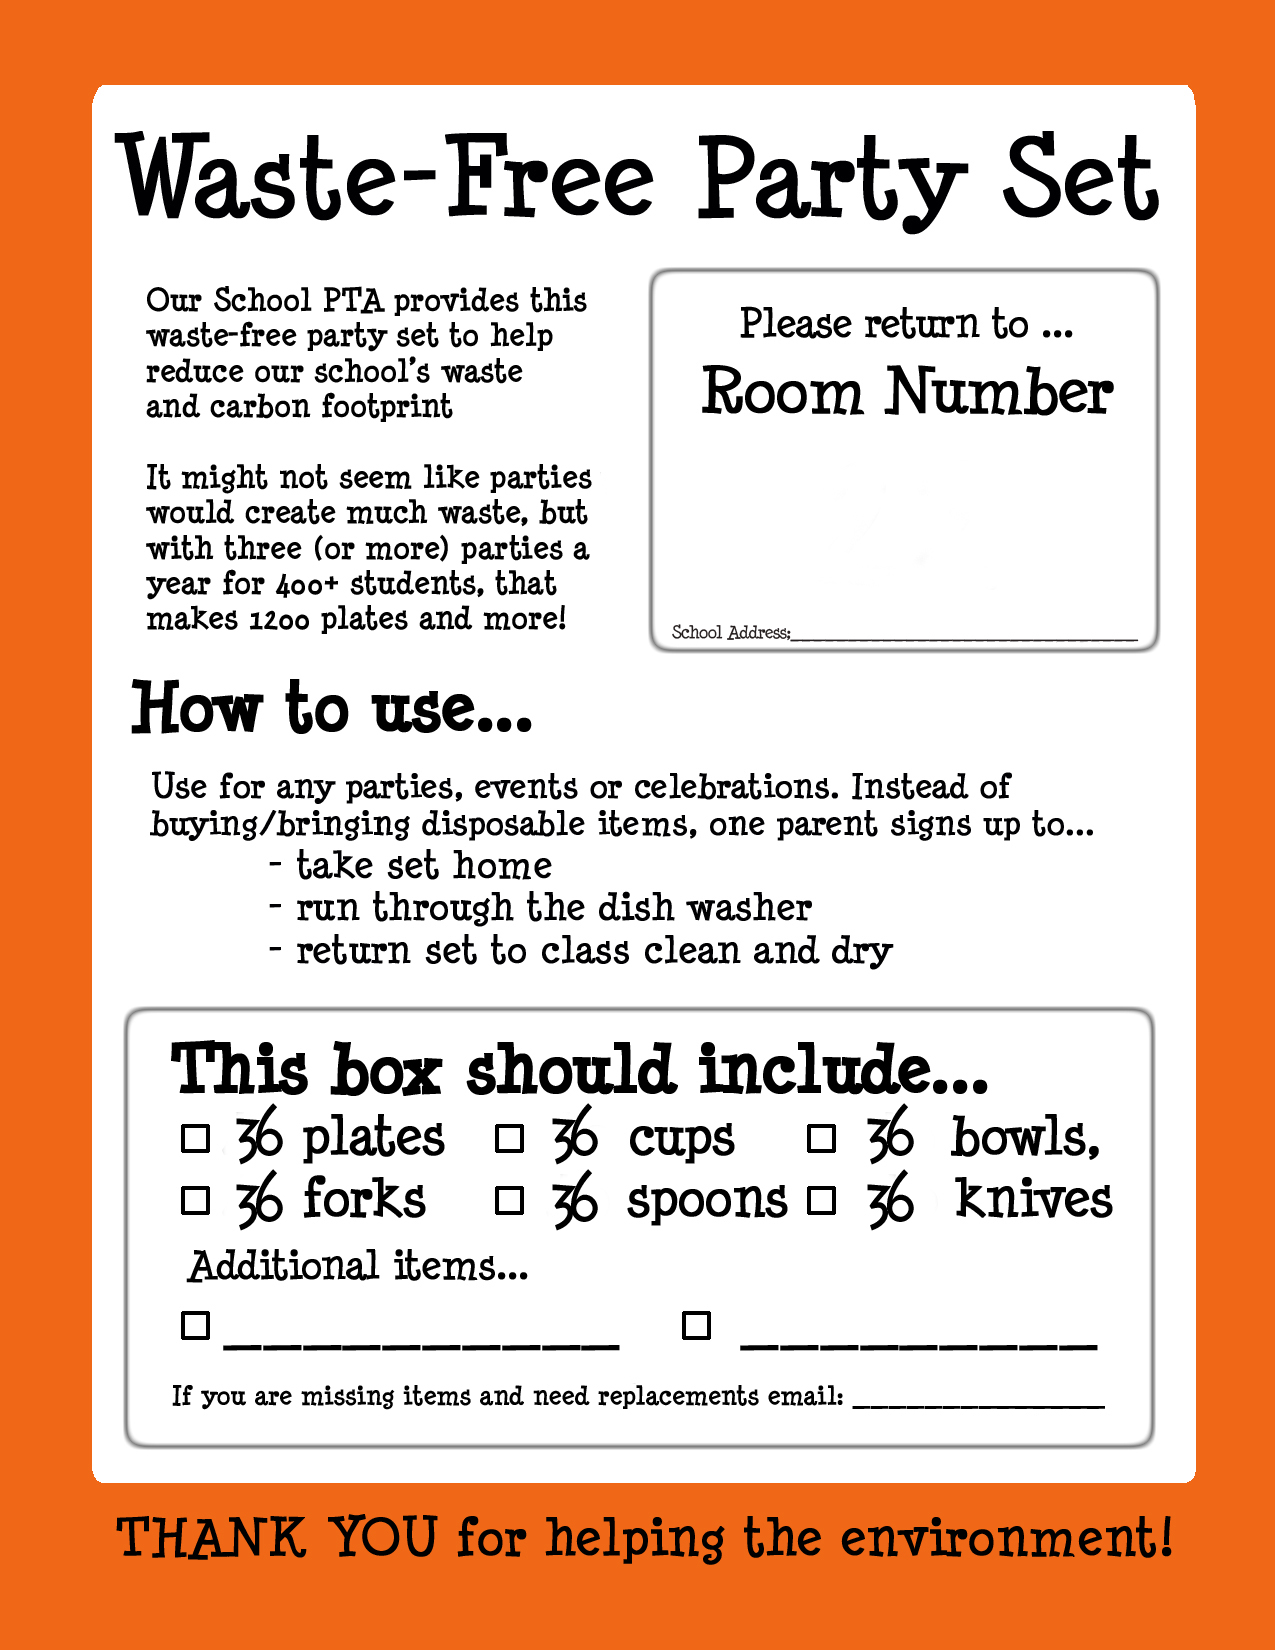 Waste-Free Party Set
Our School PTA provides this
waste-free party set to help
reduce our school's waste
and carbon footprint
It might not seem like parties
would create much waste, but
with three (or more) parties a
year for 400+ students, that
makes 1200 plates and more!
Please return to ...
Room Number
School Address:______________________________
How to use...
Use for any parties, events or celebrations. Instead of
buying/bringing disposable items, one parent signs up to...
- take set home
- run through the dish washer
- return set to class clean and dry
This box should include...
☐ 36 plates ☐ 36 cups ☐ 36 bowls,
☐ 36 forks ☐ 36 spoons ☐ 36 knives
Additional items...
☐ __________ ☐ _________
If you are missing items and need replacements email: ______________
THANK YOU for helping the environment!